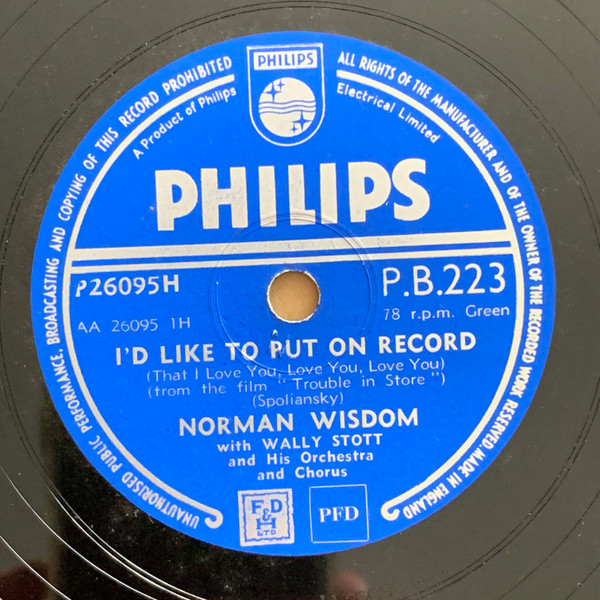 UNAUTHORISED PUBLIC PERFORMANCE, BROADCASTING AND COPYING OF THIS RECORD PROHIBITED
ALL RIGHTS OF THE MANUFACTURER AND OF THE OWNER OF THE RECORDED WORK RESERVED MADE IN ENGLAND
A Product of Philips
Electrical Limited
PHILIPS
PHILIPS
P26095H
P.B.223
AA 26095 1H
78 r.p.m. Green
I'D LIKE TO PUT ON RECORD
(That I Love You, Love You, Love You)
(from the film "Trouble in Store")
(Spoliansky)
NORMAN WISDOM
with WALLY STOTT
and His Orchestra
and Chorus
F&D
H
LTD
PFD